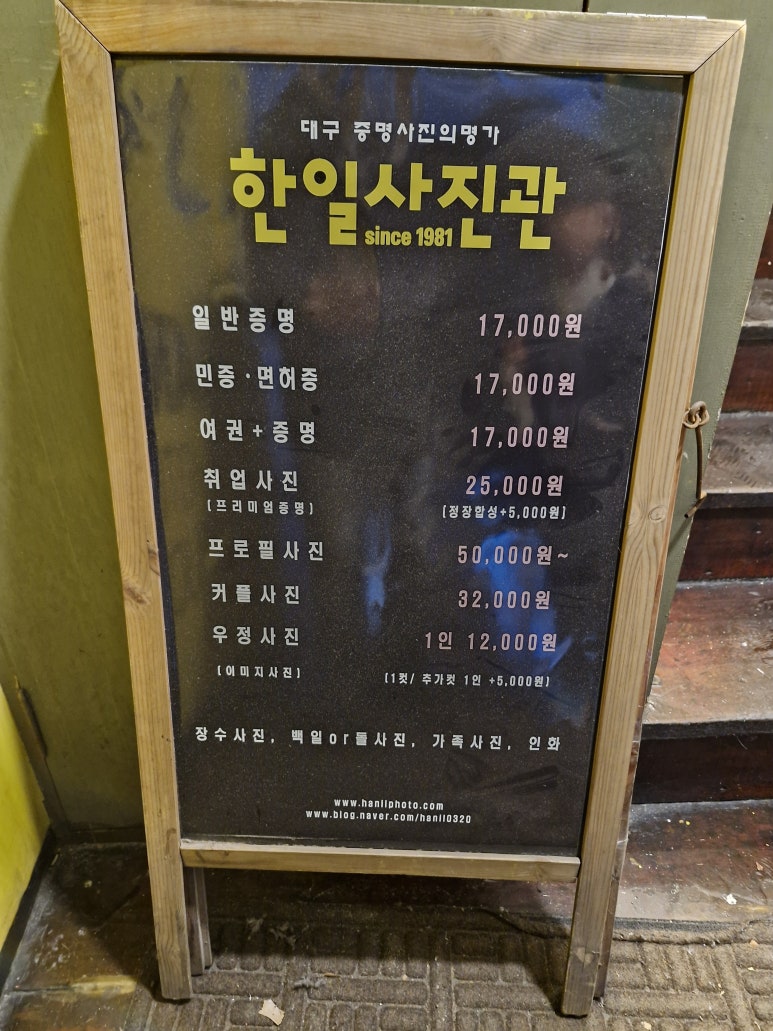 대구 증명사진의명가
한일사진관
since 1981
일반증명 17,000원
민증·면허증 17,000원
여권+증명 17,000원
취업사진 25,000원
(프리미엄증명) (정장합성+5,000원)
프로필사진 50,000원~
커플사진 32,000원
우정사진 1인 12,000원
(이미지사진) (1컷/ 추가컷 1인 +5,000원)
장수사진, 백일or돌사진, 가족사진, 인화
www.hanilphoto.com
www.blog.naver.com/hanil0320